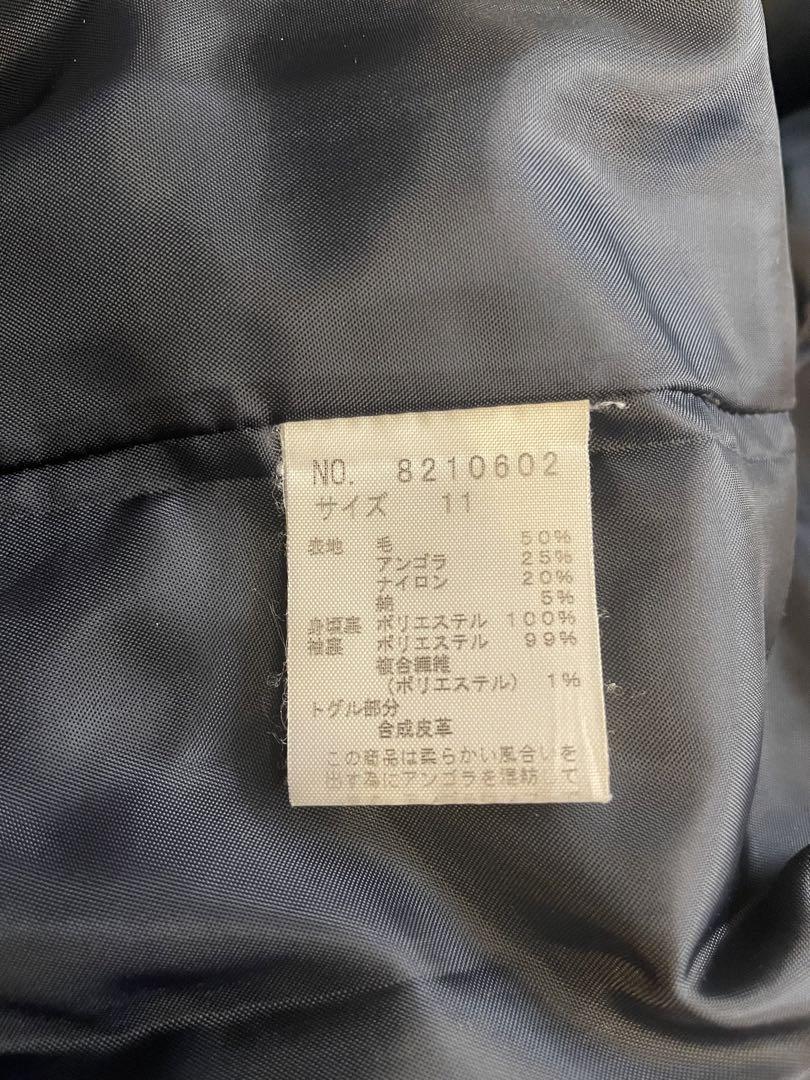 NO. 8210602
サイズ 11
表地 毛 50%
アンゴラ 25%
ナイロン 20%
綿 5%
身頃裏 ポリエステル 100%
袖裏 ポリエステル 99%
複合繊維
(ポリエステル) 1%
トグル部分
合成皮革
この商品は柔らかい風合いを
出す為にアンゴラを混紡して